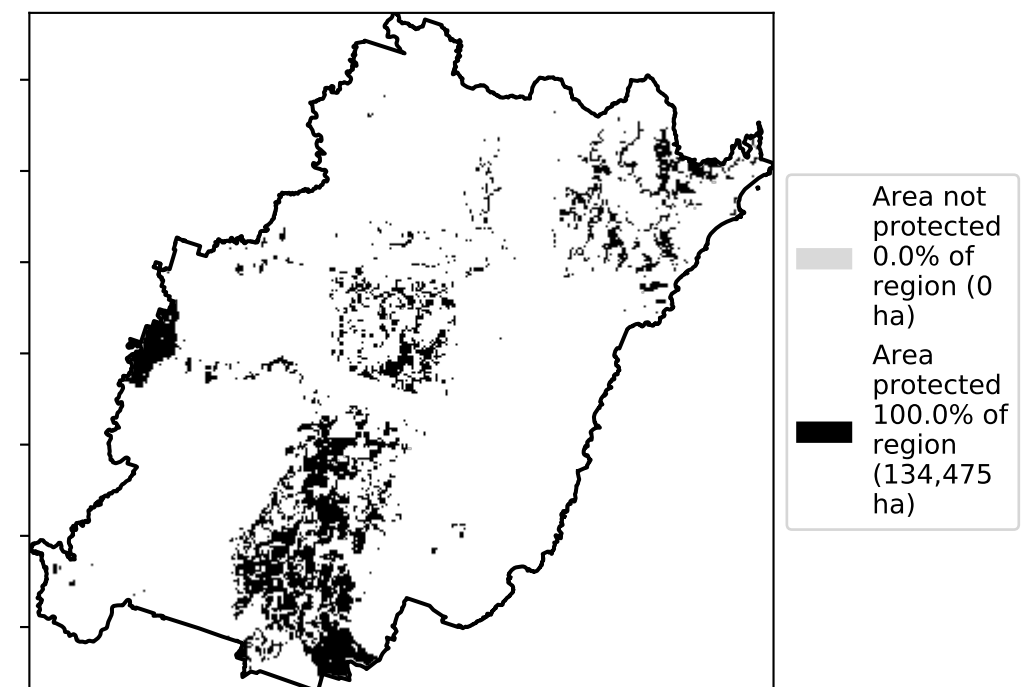 Area not
protected
0.0% of
region (0
ha)
Area
protected
100.0% of
region
(134,475
ha)